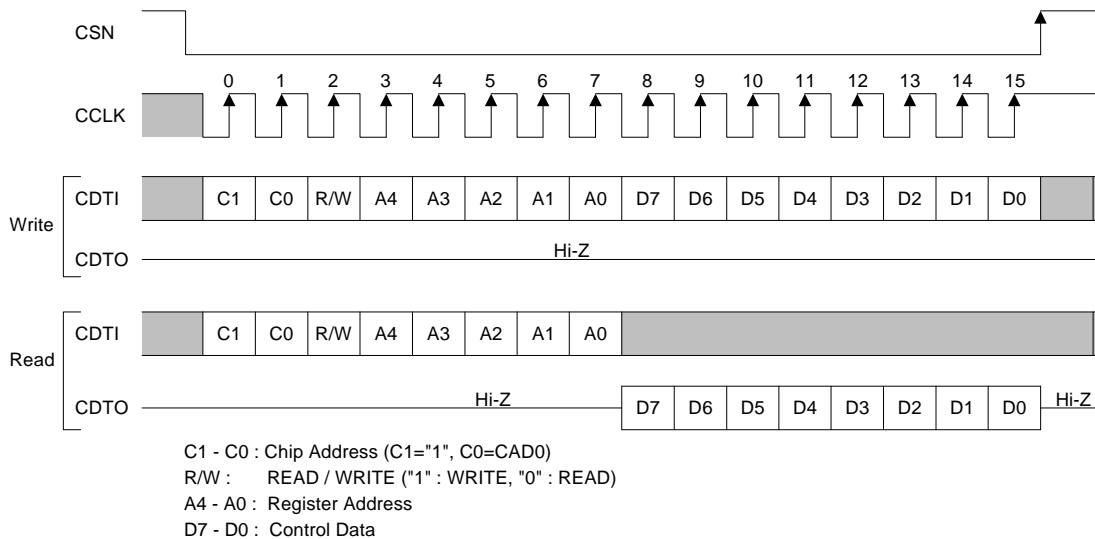 CSN
0 1 2 3 4 5 6 7 8 9 10 11 12 13 14 15
CCLK
Write
CDTI C1 C0 R/W A4 A3 A2 A1 A0 D7 D6 D5 D4 D3 D2 D1 D0
Hi-Z
CDTO
Read
CDTI C1 C0 R/W A4 A3 A2 A1 A0
CDTO Hi-Z D7 D6 D5 D4 D3 D2 D1 D0 Hi-Z
C1 - C0 : Chip Address (C1="1", C0=CAD0)
R/W : READ / WRITE ("1" : WRITE, "0" : READ)
A4 - A0 : Register Address
D7 - D0 : Control Data